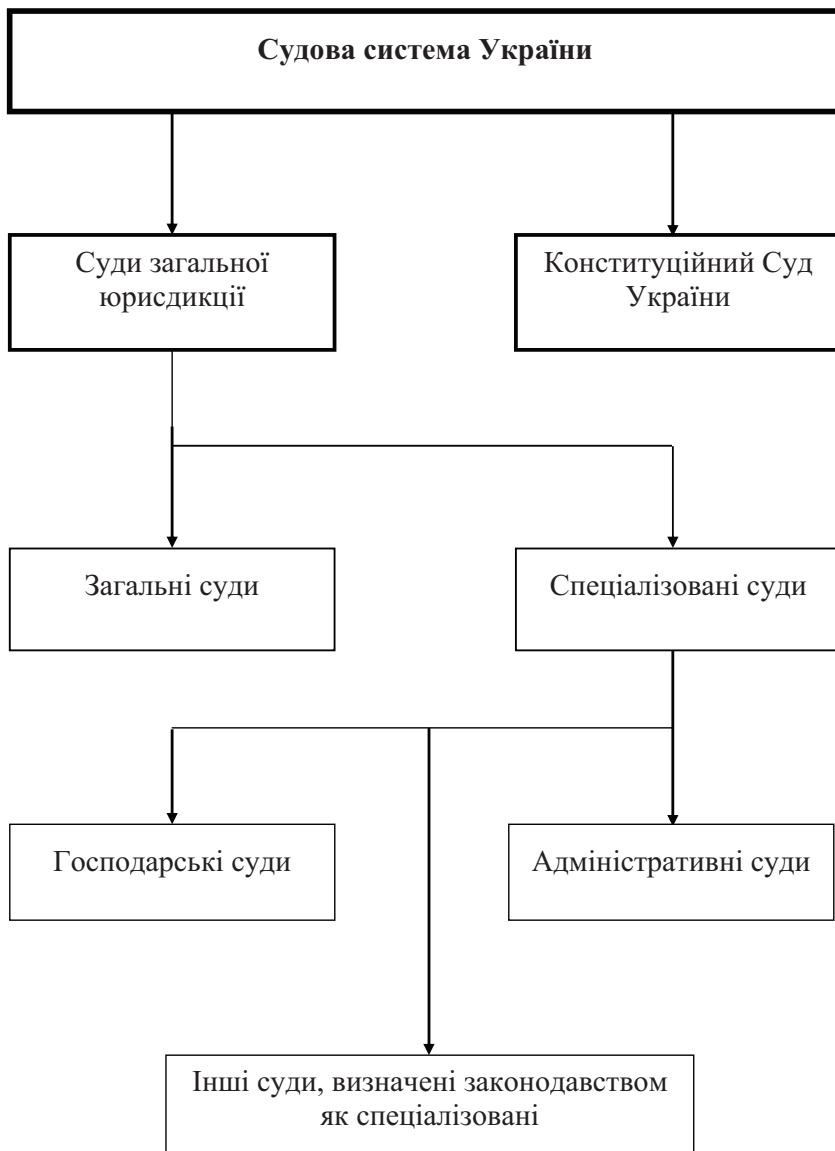 Судова система України
Суди загальної
юрисдикції
Конституційний Суд
України
Загальні суди
Спеціалізовані суди
Господарські суди
Адміністративні суди
Інші суди, визначені законодавством
як спеціалізовані